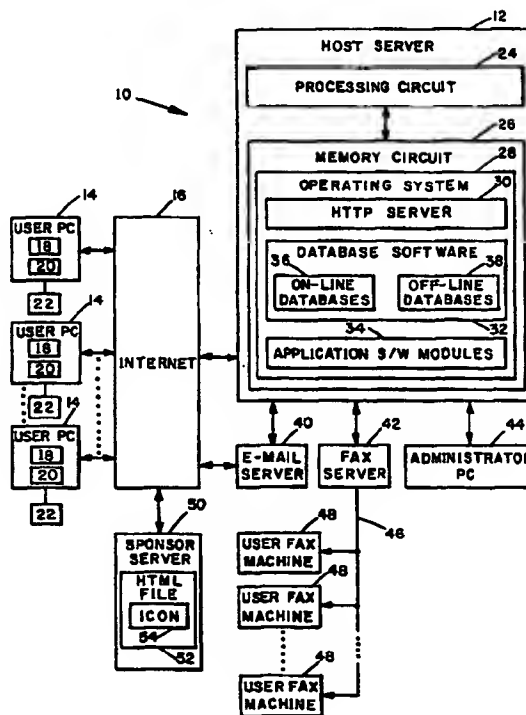 12
HOST SERVER
24
PROCESSING CIRCUIT
10
26
MEMORY CIRCUIT
28
OPERATING SYSTEM
30
HTTP SERVER
DATABASE SOFTWARE
36
ON-LINE DATABASES
38
OFF-LINE DATABASES
32
34
APPLICATION S/W MODULES
14
USER PC
18
20
22
14
USER PC
18
20
22
14
USER PC
18
20
22
16
INTERNET
40
E-MAIL SERVER
42
FAX SERVER
44
ADMINISTRATOR PC
46
50
SPONSOR SERVER
HTML FILE
ICON
54
52
48
USER FAX MACHINE
48
USER FAX MACHINE
48
USER FAX MACHINE